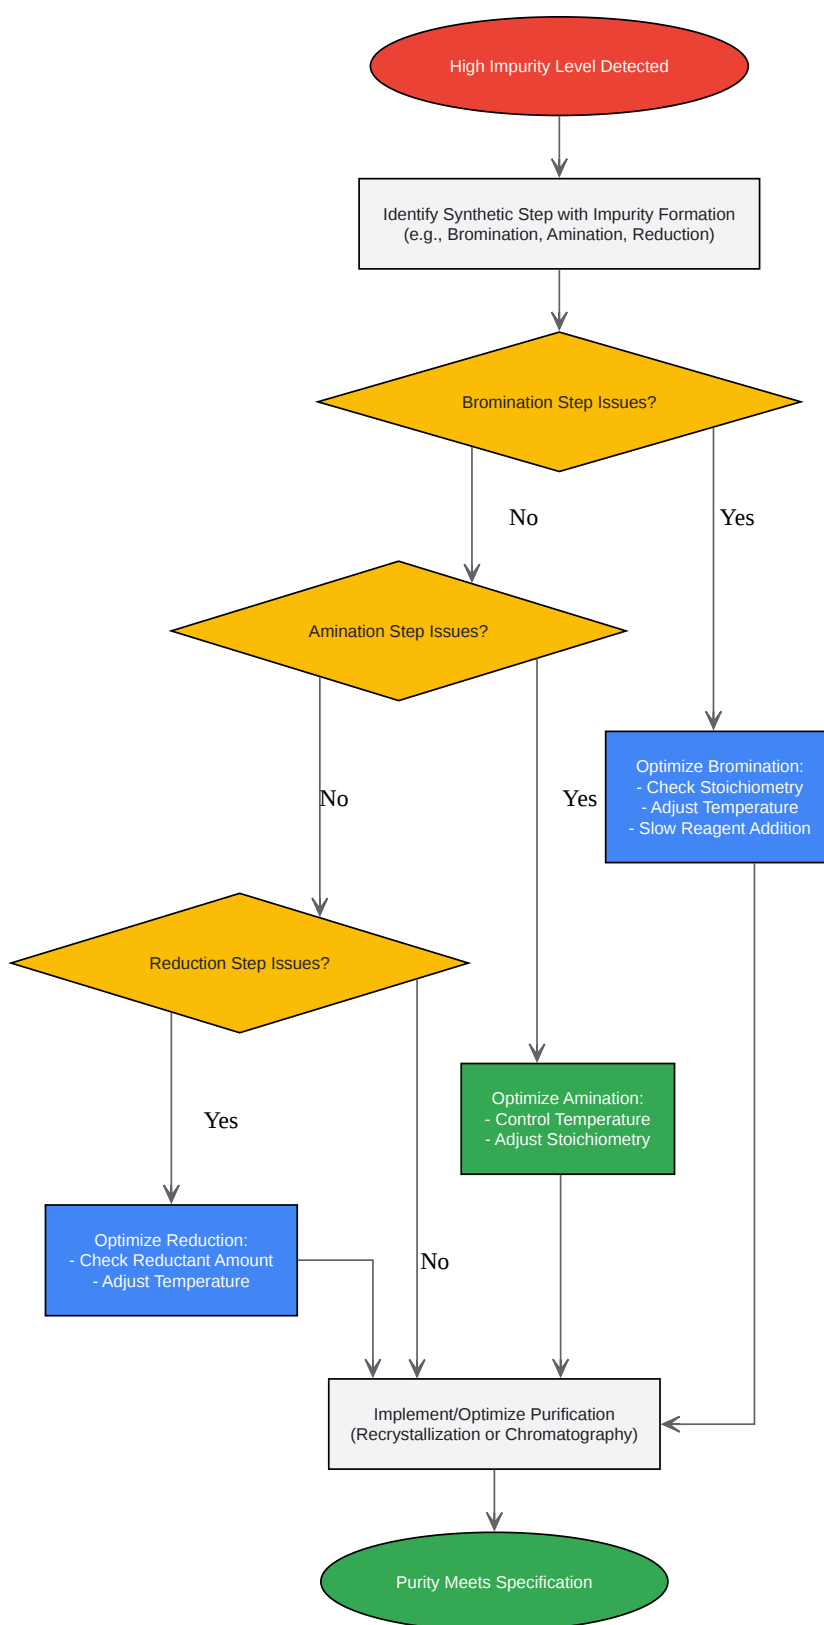 High Impurity Level Detected
Identify Synthetic Step with Impurity Formation
(e.g., Bromination, Amination, Reduction)
Bromination Step Issues?
No
Yes
Amination Step Issues?
Optimize Bromination:
- Check Stoichiometry
- Adjust Temperature
- Slow Reagent Addition
No
Yes
Reduction Step Issues?
Optimize Amination:
- Control Temperature
- Adjust Stoichiometry
Yes
Optimize Reduction:
- Check Reductant Amount
- Adjust Temperature
No
Implement/Optimize Purification
(Recrystallization or Chromatography)
Purity Meets Specification